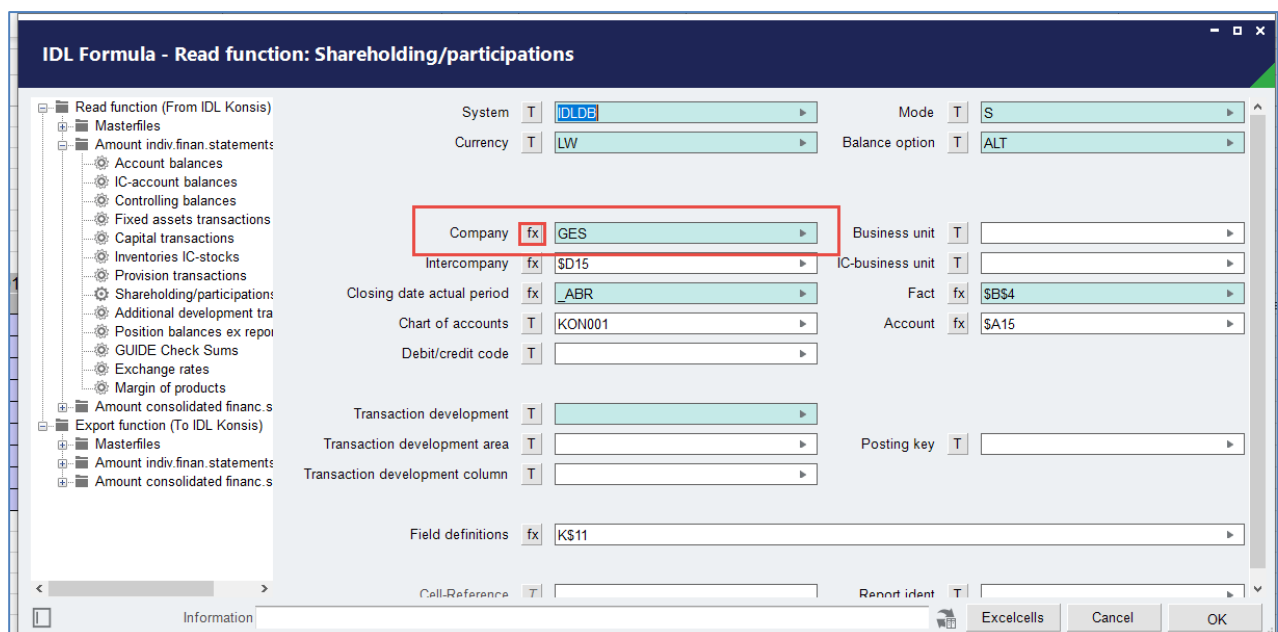 IDL Formula - Read function: Shareholding/participations
Read function (From IDL Konsis)
Masterfiles
Amount indiv.finan.statements
Account balances
IC-account balances
Controlling balances
Fixed assets transactions
Capital transactions
Inventories IC-stocks
Provision transactions
Shareholding/participations
Additional development tra
Position balances ex repor
GUIDE Check Sums
Exchange rates
Margin of products
Amount consolidated financ.s
Export function (To IDL Konsis)
Masterfiles
Amount indiv.finan.statements
Amount consolidated financ.s
System T IDLDB Mode T S
Currency T LW Balance option T ALT
Company fx GES Business unit T
Intercompany fx $D15 IC-business unit T
Closing date actual period fx _ABR Fact fx $B$4
Chart of accounts T KON001 Account fx $A15
Debit/credit code T
Transaction development T
Transaction development area T Posting key T
Transaction development column T
Field definitions fx K$11
Cell-Reference T Report ident T
Information Excelcells Cancel OK
1